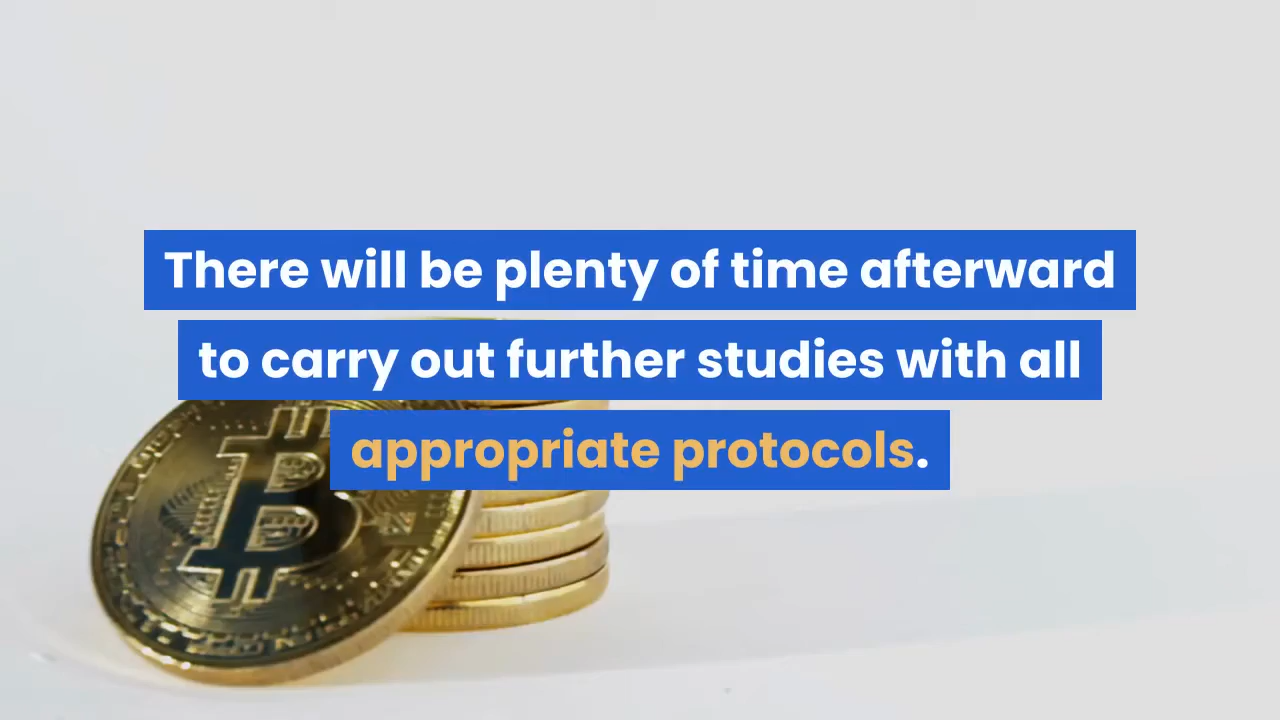 There will be plenty of time afterward
to carry out further studies with all
appropriate protocols.